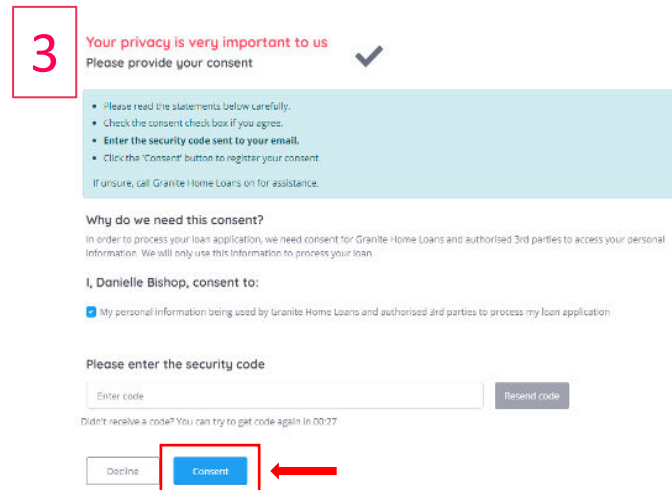 3
Your privacy is very important to us
Please provide your consent
• Please read the statements below carefully.
• Check the consent check box if you agree.
• Enter the security code sent to your email.
• Click the 'Consent' button to register your consent.
If unsure, call Granite Home Loans on for assistance.
Why do we need this consent?
In order to process your loan application, we need consent for Granite Home Loans and authorised 3rd parties to access your personal
information. We will only use this information to process your loan
I, Danielle Bishop, consent to:
My personal information being used by Granite Home Loans and authorised 3rd parties to process my loan application
Please enter the security code
Enter code
Resend code
Didn't receive a code? You can try to get code again in 00:27
Decline
Consent